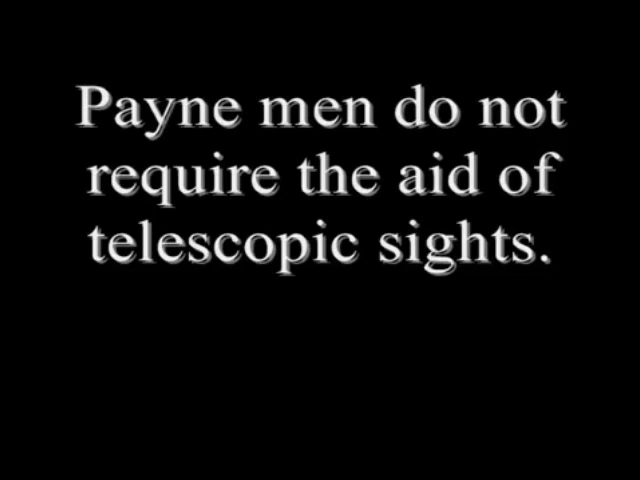 Payne men do not
require the aid of
telescopic sights.